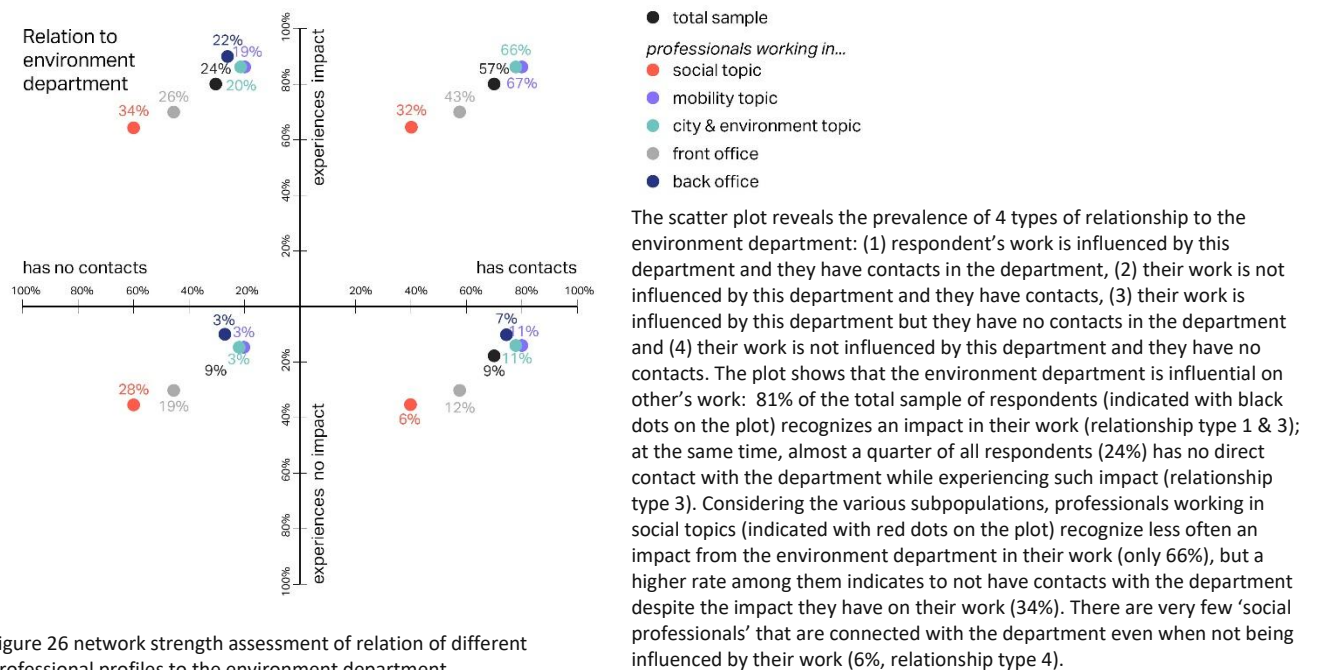 Relation to
environment
department
22%
19%
24%
20%
26%
34%
100%
80%
60%
40%
20%
experiences impact
66%
57%
67%
43%
32%
has no contacts
has contacts
100%
80%
60%
40%
20%
20%
40%
60%
80%
100%
3%
3%
3%
9%
28%
19%
7%
11%
11%
9%
12%
6%
20%
40%
60%
80%
100%
experiences no impact
total sample
professionals working in...
social topic
mobility topic
city & environment topic
front office
back office
The scatter plot reveals the prevalence of 4 types of relationship to the
environment department: (1) respondent's work is influenced by this
department and they have contacts in the department, (2) their work is not
influenced by this department and they have contacts, (3) their work is
influenced by this department but they have no contacts in the department
and (4) their work is not influenced by this department and they have no
contacts. The plot shows that the environment department is influential on
other's work:  81% of the total sample of respondents (indicated with black
dots on the plot) recognizes an impact in their work (relationship type 1 & 3);
at the same time, almost a quarter of all respondents (24%) has no direct
contact with the department while experiencing such impact (relationship
type 3). Considering the various subpopulations, professionals working in
social topics (indicated with red dots on the plot) recognize less often an
impact from the environment department in their work (only 66%), but a
higher rate among them indicates to not have contacts with the department
despite the impact they have on their work (34%). There are very few 'social
professionals' that are connected with the department even when not being
influenced by their work (6%, relationship type 4).
igure 26 network strength assessment of relation of different
rofessional profiles to the environment department